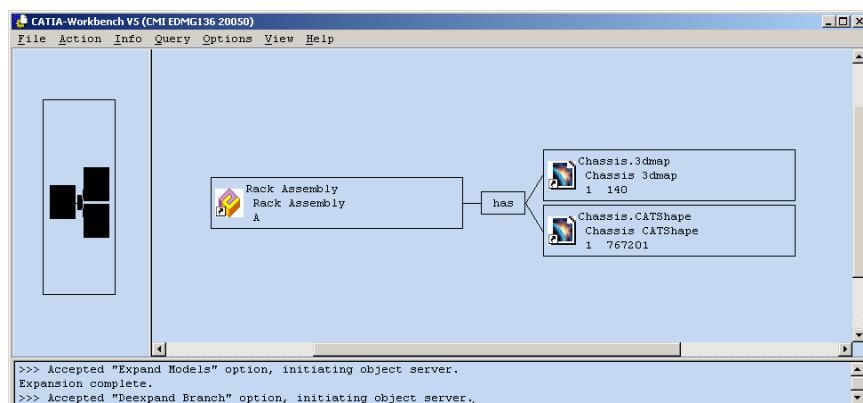 CATIA-Workbench V5 (CMI EDMG136 20050)
File Action Info Query Options View Help
Rack Assembly
Rack Assembly
A
has
Chassis.3dmap
Chassis 3dmap
1 140
Chassis.CATShape
Chassis CATShape
1 767201
>>> Accepted "Expand Models" option, initiating object server.
Expansion complete.
>>> Accepted "Deexpand Branch" option, initiating object server.